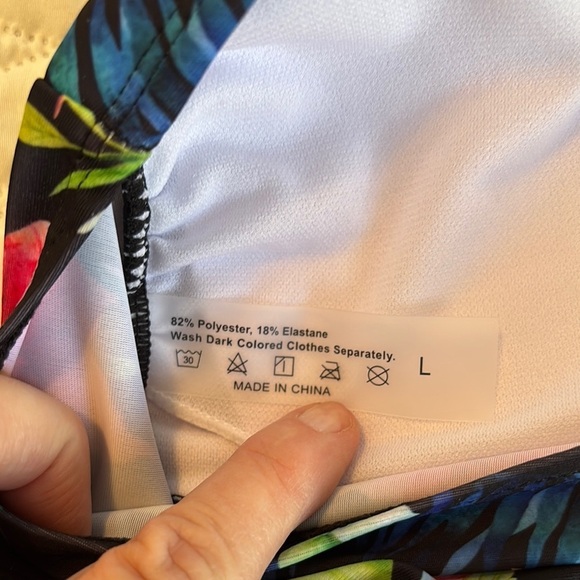 82% Polyester, 18% Elastane
Wash Dark Colored Clothes Separately.
30 L
MADE IN CHINA